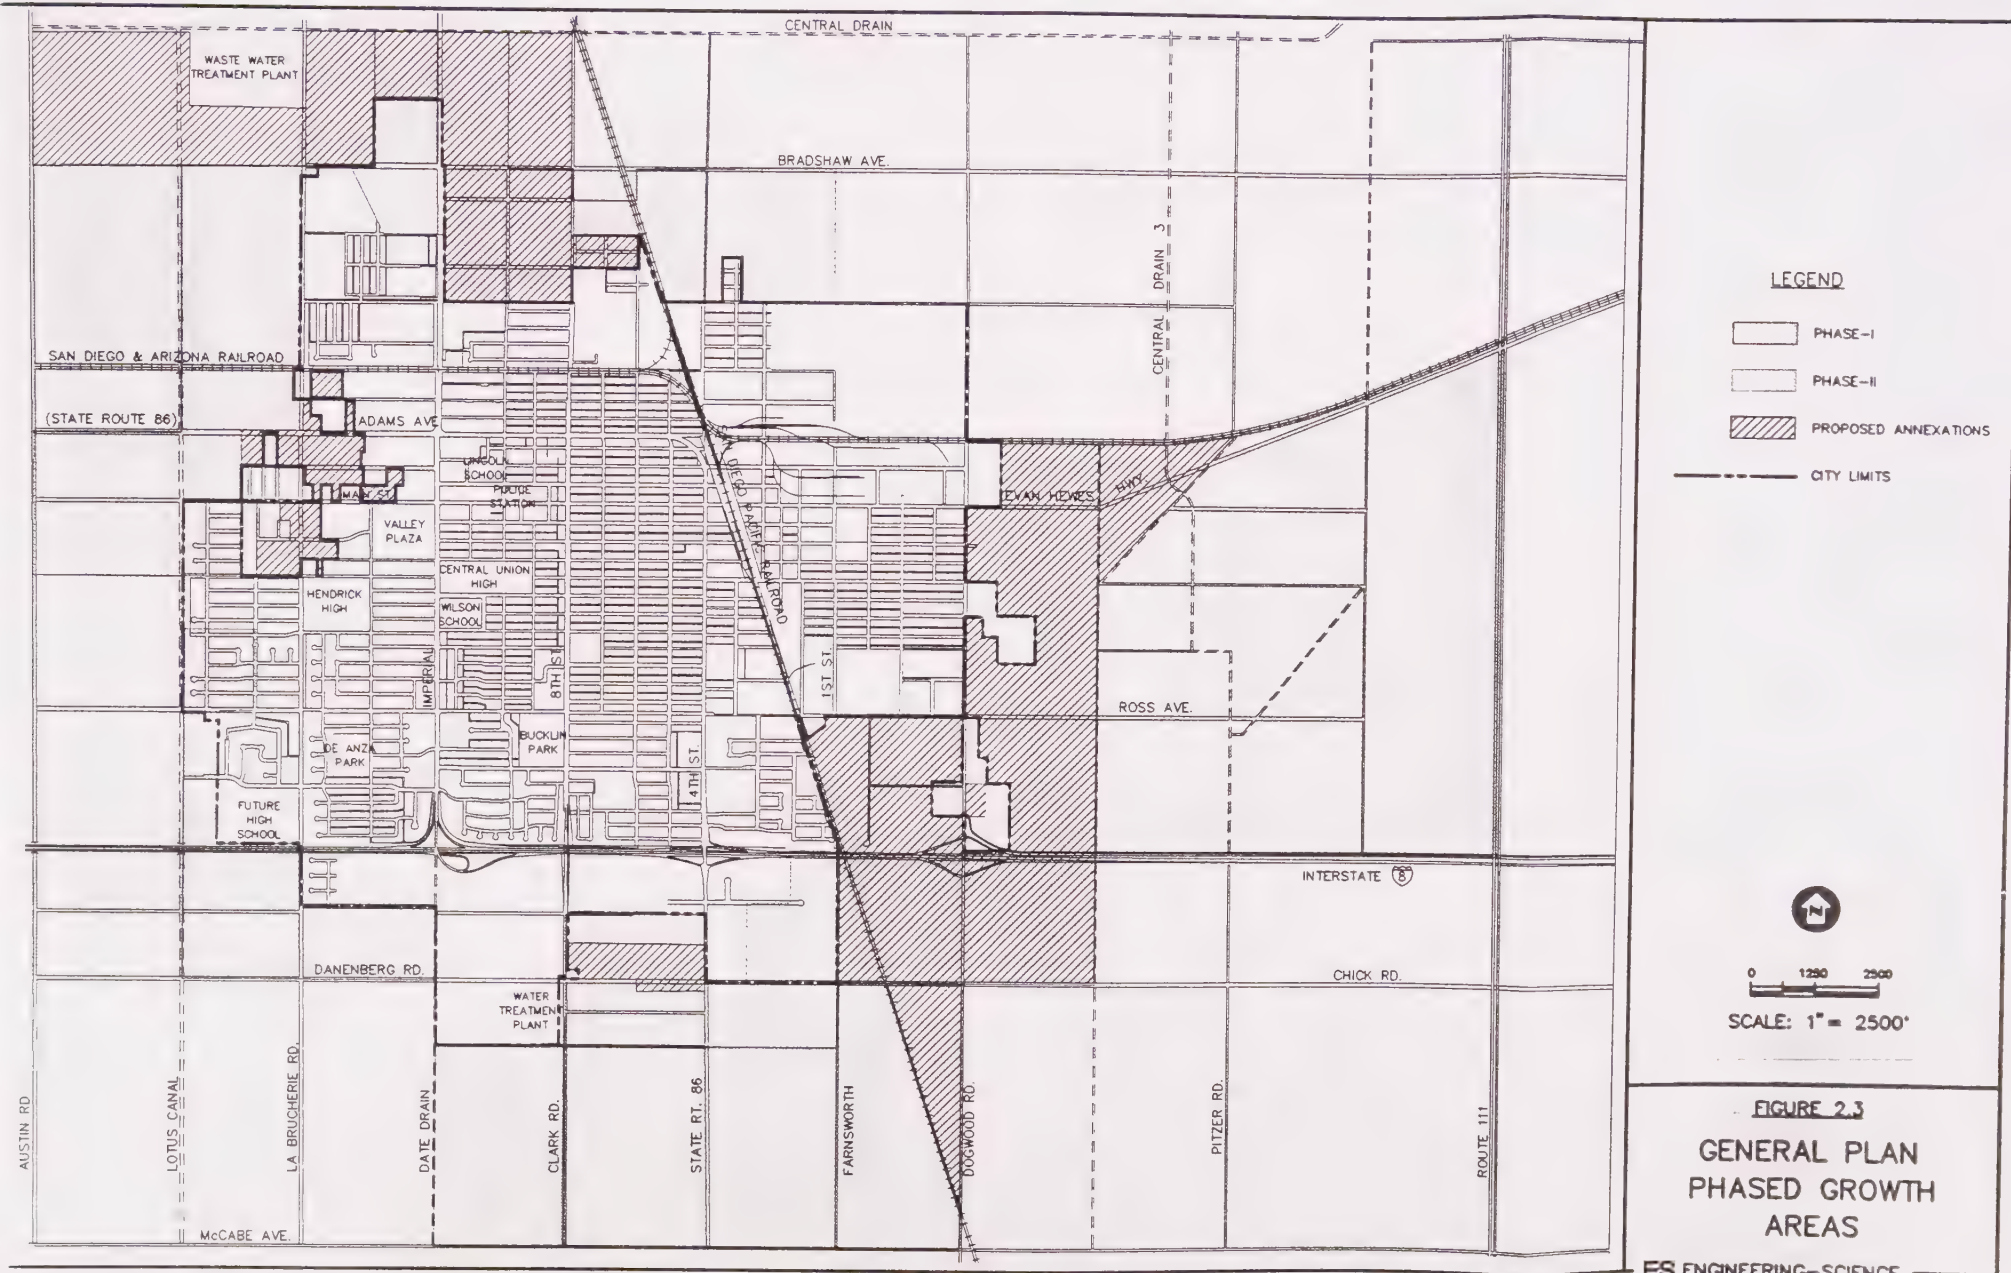 CENTRAL DRAIN
WASTE WATER
TREATMENT PLANT
BRADSHAW AVE.
CENTRAL DRAIN 3
SAN DIEGO & ARIZONA RAILROAD
(STATE ROUTE 86)
ADAMS AVE
LINCOLN
SCHOOL
POLICE
STATION
MAIN ST.
VALLEY
PLAZA
EVAN HEWES HWY
SAN DIEGO PACIFIC RAILROAD
CENTRAL UNION
HIGH
HENDRICK
HIGH
WILSON
SCHOOL
IMPERIAL
8TH ST.
1ST ST.
ROSS AVE.
DE ANZA
PARK
BUCKLIN
PARK
4TH ST.
FUTURE
HIGH
SCHOOL
INTERSTATE 8
DANENBERG RD.
CHICK RD.
WATER
TREATMENT
PLANT
AUSTIN RD
LOTUS CANAL
LA BRUCHERIE RD.
DATE DRAIN
CLARK RD.
STATE RT. 86
FARNSWORTH
DOGWOOD RD.
PITZER RD.
ROUTE 111
McCABE AVE.
LEGEND
PHASE-I
PHASE-II
PROPOSED ANNEXATIONS
CITY LIMITS
N
0 1250 2500
SCALE: 1" = 2500'
FIGURE 2.3
GENERAL PLAN
PHASED GROWTH
AREAS
ES ENGINEERING-SCIENCE